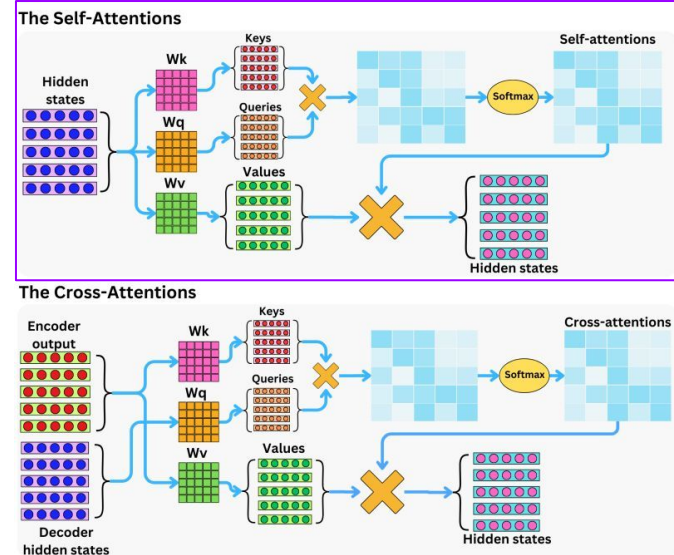 The Self-Attentions
Keys
Wk
Self-attentions
Hidden
states
Softmax
Wq
Queries
Wv
Values
Hidden states
The Cross-Attentions
Keys
Encoder
output
Wk
Cross-attentions
Softmax
Queries
Wq
Wv
Values
Decoder
hidden states
Hidden states